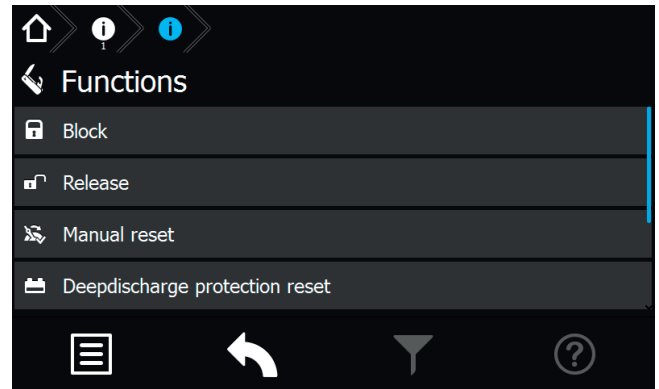 1
Functions
Block
Release
Manual reset
Deepdischarge protection reset